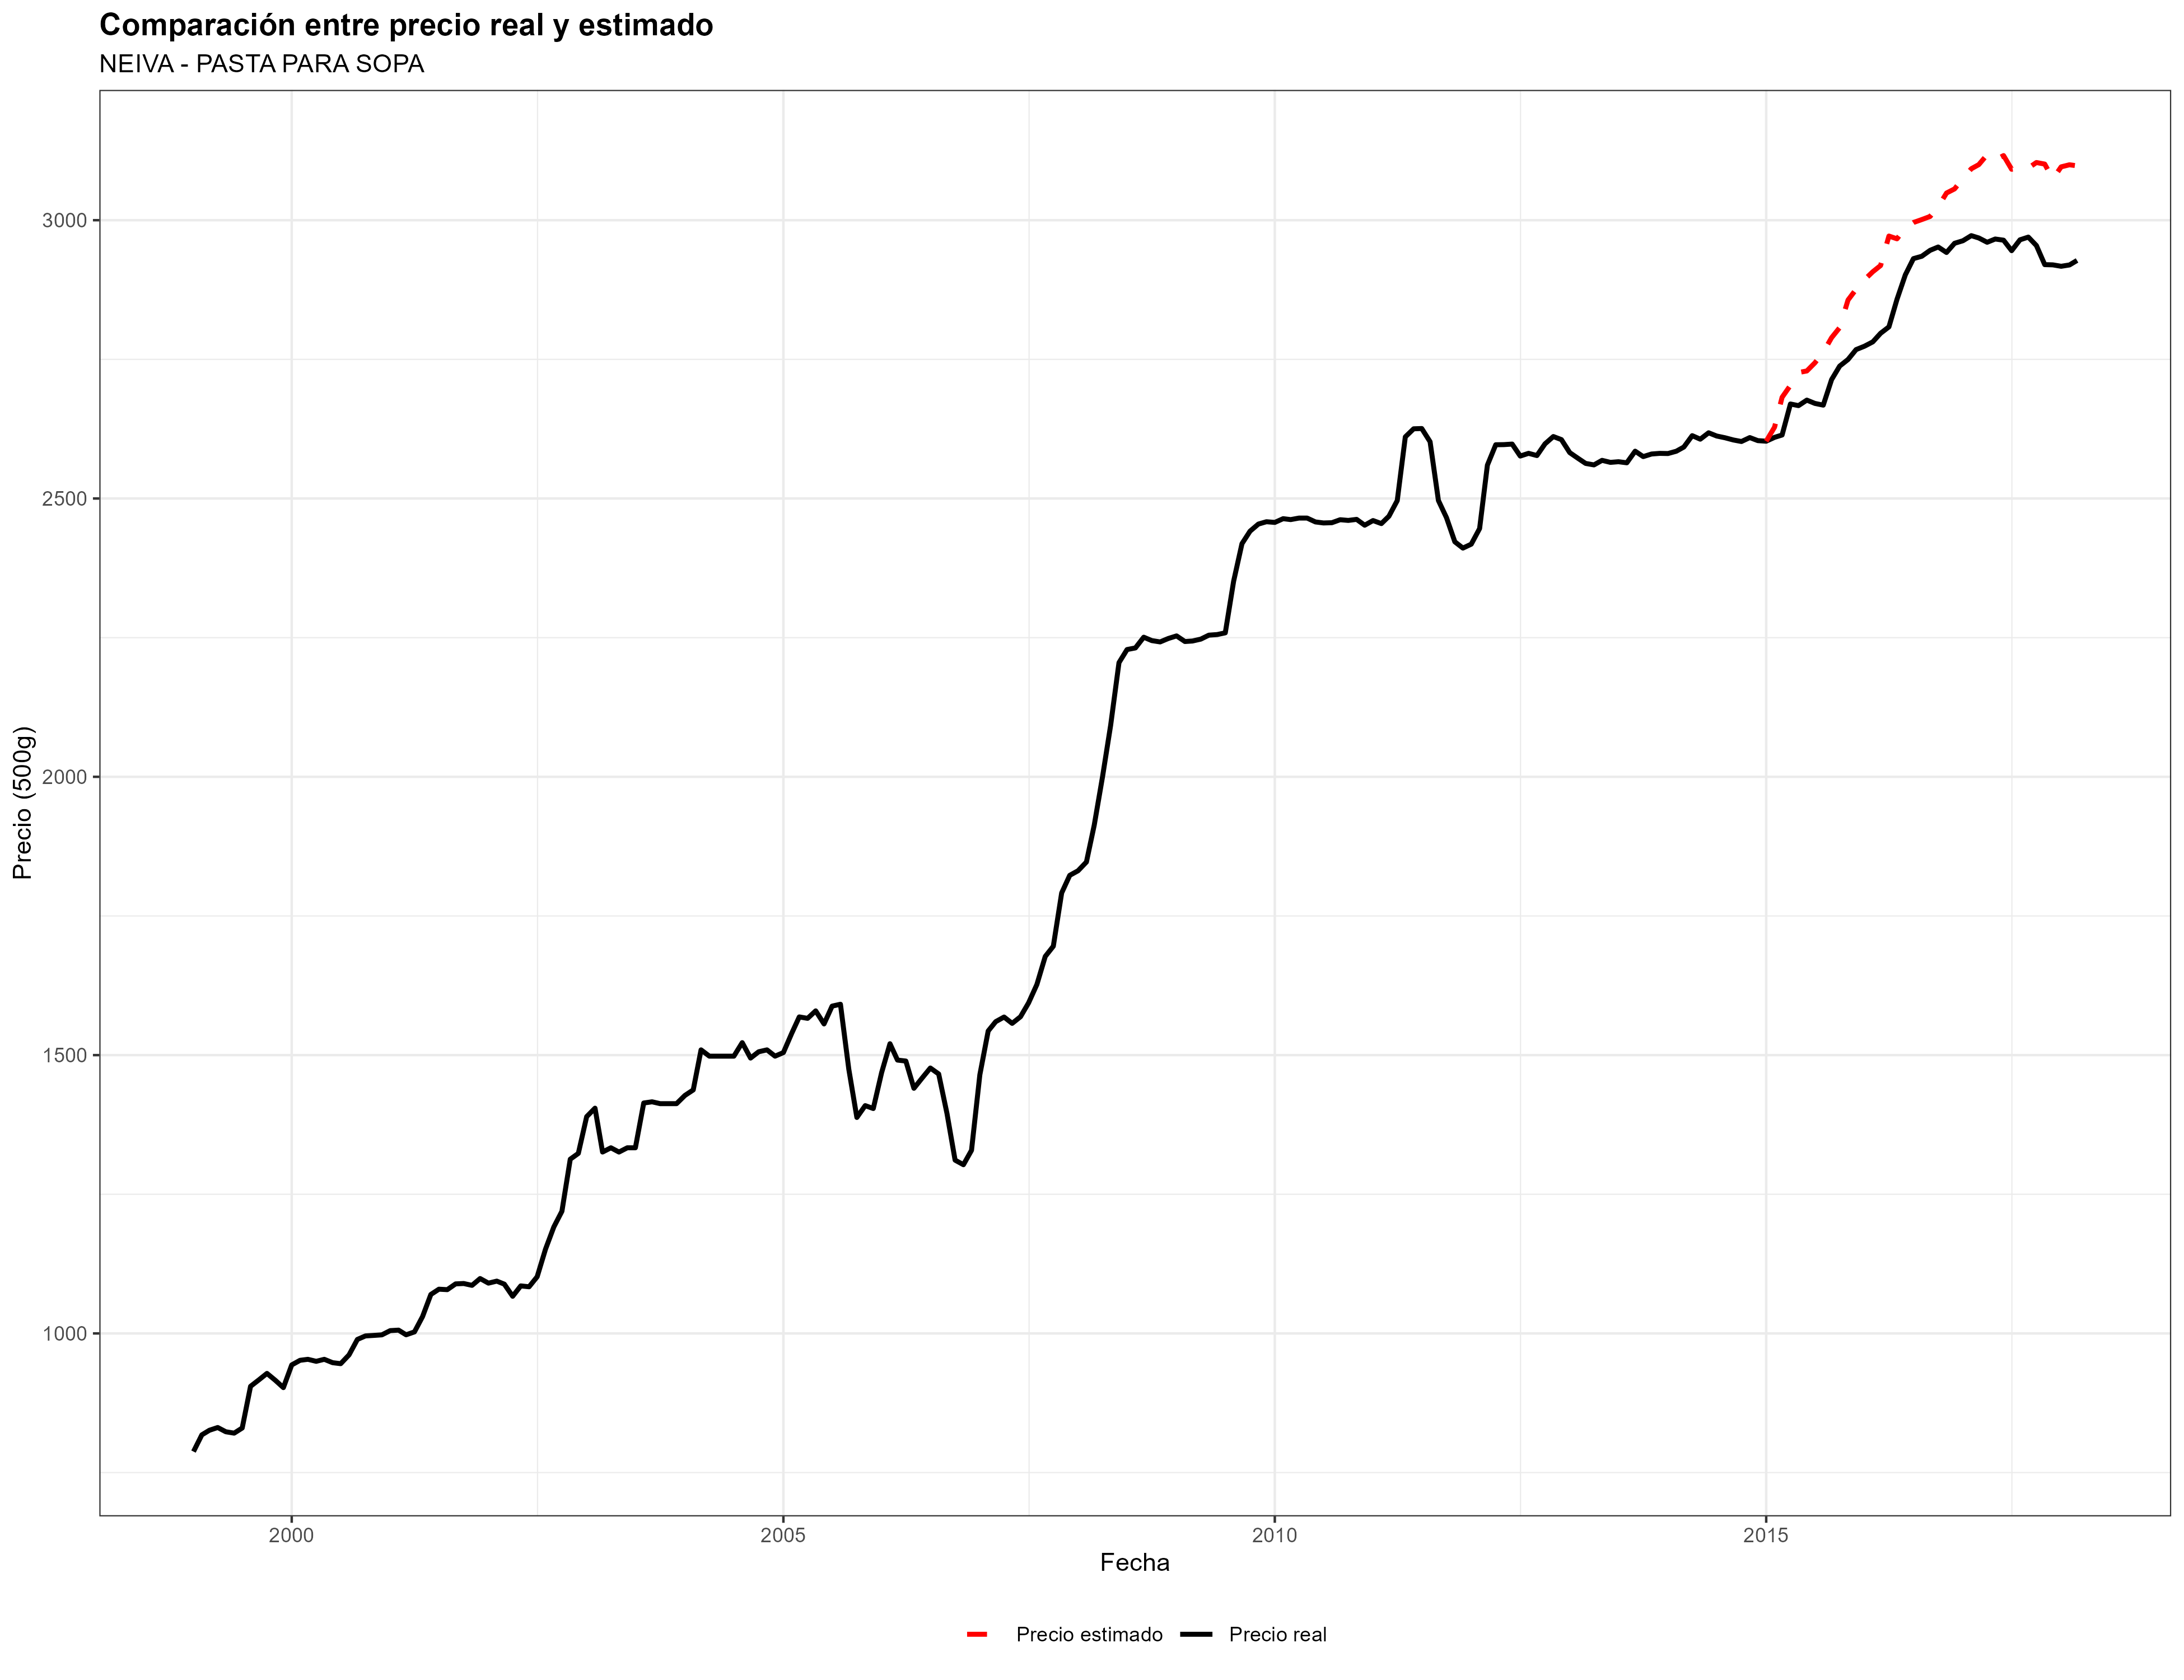 Comparación entre precio real y estimado
NEIVA - PASTA PARA SOPA
Precio (500g)
3000
2500
2000
1500
1000
2000
2005
2010
2015
Fecha
Precio estimado
Precio real